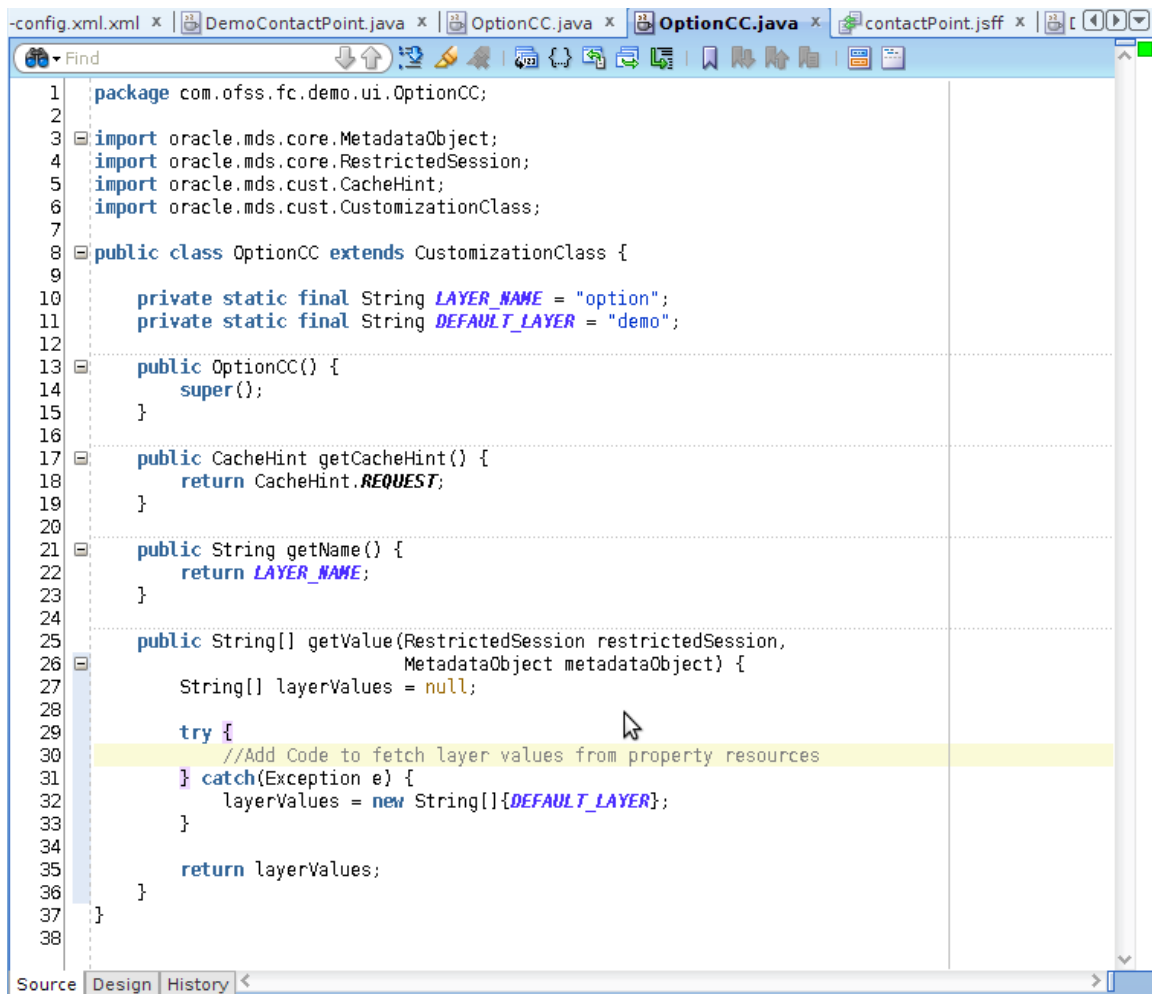 -config.xml.xml x DemoContactPoint.java x OptionCC.java x OptionCC.java x contactPoint.jsff x
Find
1 package com.ofss.fc.demo.ui.OptionCC;
2
3 import oracle.mds.core.MetadataObject;
4 import oracle.mds.core.RestrictedSession;
5 import oracle.mds.cust.CacheHint;
6 import oracle.mds.cust.CustomizationClass;
7
8 public class OptionCC extends CustomizationClass {
9
10     private static final String LAYER_NAME = "option";
11     private static final String DEFAULT_LAYER = "demo";
12
13     public OptionCC() {
14         super();
15     }
16
17     public CacheHint getCacheHint() {
18         return CacheHint.REQUEST;
19     }
20
21     public String getName() {
22         return LAYER_NAME;
23     }
24
25     public String[] getValue(RestrictedSession restrictedSession,
26                              MetadataObject metadataObject) {
27         String[] layerValues = null;
28
29         try {
30             //Add Code to fetch layer values from property resources
31         } catch(Exception e) {
32             layerValues = new String[]{DEFAULT_LAYER};
33         }
34
35         return layerValues;
36     }
37 }
38
Source Design History